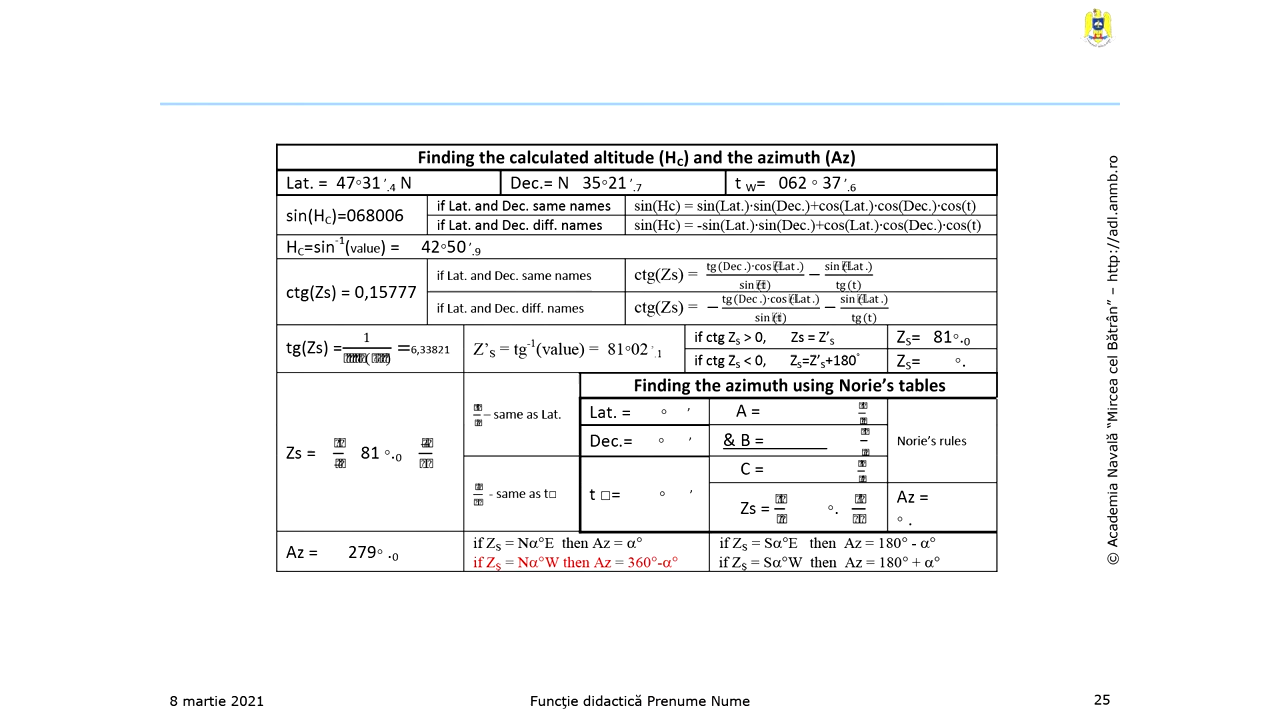 Finding the calculated altitude (HC) and the azimuth (Az)
Lat. = 47°31′.4 N
Dec.= N 35°21′.7
t W= 062 ° 37′.6
sin(HC)=068006
if Lat. and Dec. same names
sin(Hc) = sin(Lat.)·sin(Dec.)+cos(Lat.)·cos(Dec.)·cos(t)
if Lat. and Dec. diff. names
sin(Hc) = -sin(Lat.)·sin(Dec.)+cos(Lat.)·cos(Dec.)·cos(t)
HC=sin-1(value) = 42°50′.9
ctg(Zs) = 0,15777
if Lat. and Dec. same names
ctg(Zs) = tg(Dec.)·cos(Lat.) / sin(t) − sin(Lat.) / tg(t)
if Lat. and Dec. diff. names
ctg(Zs) = − tg(Dec.)·cos(Lat.) / sin(t) − sin(Lat.) / tg(t)
tg(Zs) = 1 =6,33821
Z’s = tg-1(value) = 81°02′.1
if ctg ZS > 0, Zs = Z’s
ZS= 81°.0
if ctg ZS < 0, ZS=Z’s+180°
ZS= °.
Finding the azimuth using Norie’s tables
Zs = 81 °.0
– same as Lat.
- same as t□
Lat. = ° ′
A =
Dec.= ° ′
& B =
Norie’s rules
C =
t □= ° ′
Zs = °.
Az =
° .
Az = 279° .0
if ZS = Nα°E then Az = α°
if ZS = Nα°W then Az = 360°-α°
if ZS = Sα°E then Az = 180° - α°
if ZS = Sα°W then Az = 180° + α°
© Academia Navală “Mircea cel Bătrân” – http://adl.anmb.ro
8 martie 2021
Funcţie didactică Prenume Nume
25